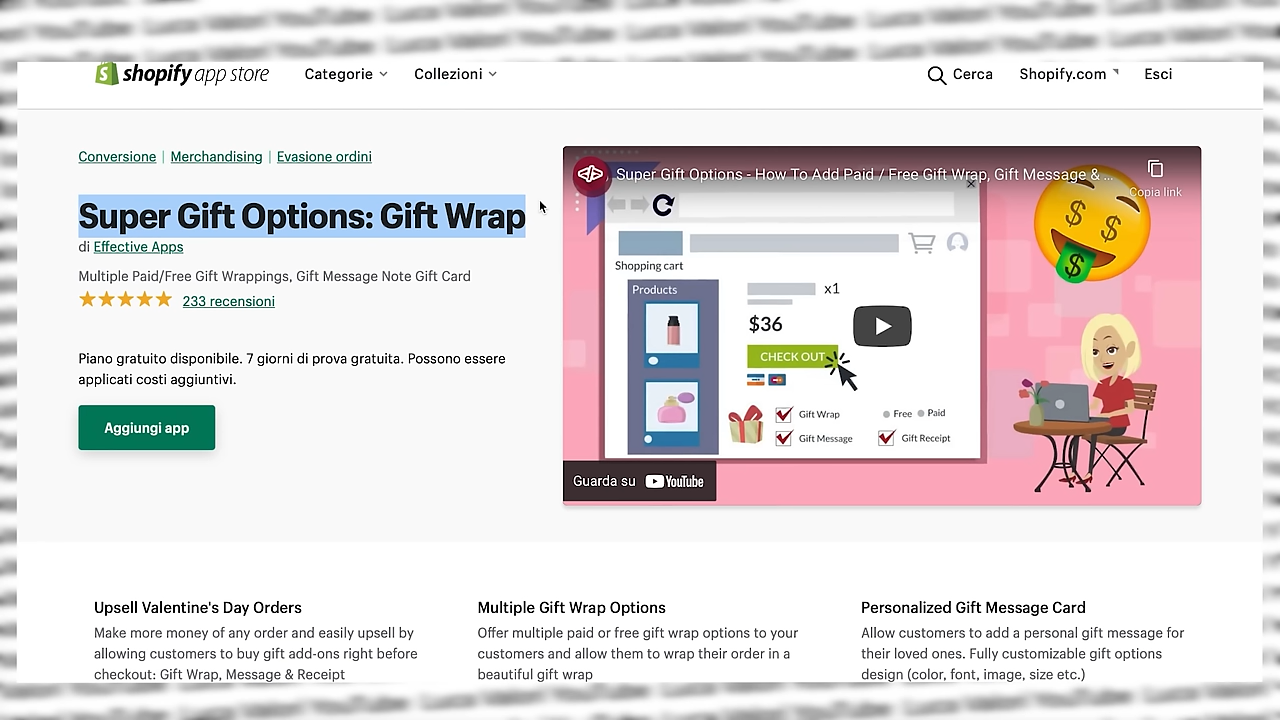 shopify app store
Categorie
Collezioni
Cerca
Shopify.com
Esci
Conversione | Merchandising | Evasione ordini
Super Gift Options: Gift Wrap
di Effective Apps
Multiple Paid/Free Gift Wrappings, Gift Message Note Gift Card
233 recensioni
Piano gratuito disponibile. 7 giorni di prova gratuita. Possono essere
applicati costi aggiuntivi.
Aggiungi app
Super Gift Options - How To Add Paid / Free Gift Wrap, Gift Message & ...
Copia link
Shopping cart
Products
x1
$36
CHECK OUT
Gift Wrap
Free
Paid
Gift Message
Gift Receipt
Guarda su YouTube
Upsell Valentine's Day Orders
Make more money of any order and easily upsell by
allowing customers to buy gift add-ons right before
checkout: Gift Wrap, Message & Receipt
Multiple Gift Wrap Options
Offer multiple paid or free gift wrap options to your
customers and allow them to wrap their order in a
beautiful gift wrap
Personalized Gift Message Card
Allow customers to add a personal gift message for
their loved ones. Fully customizable gift options
design (color, font, image, size etc.)